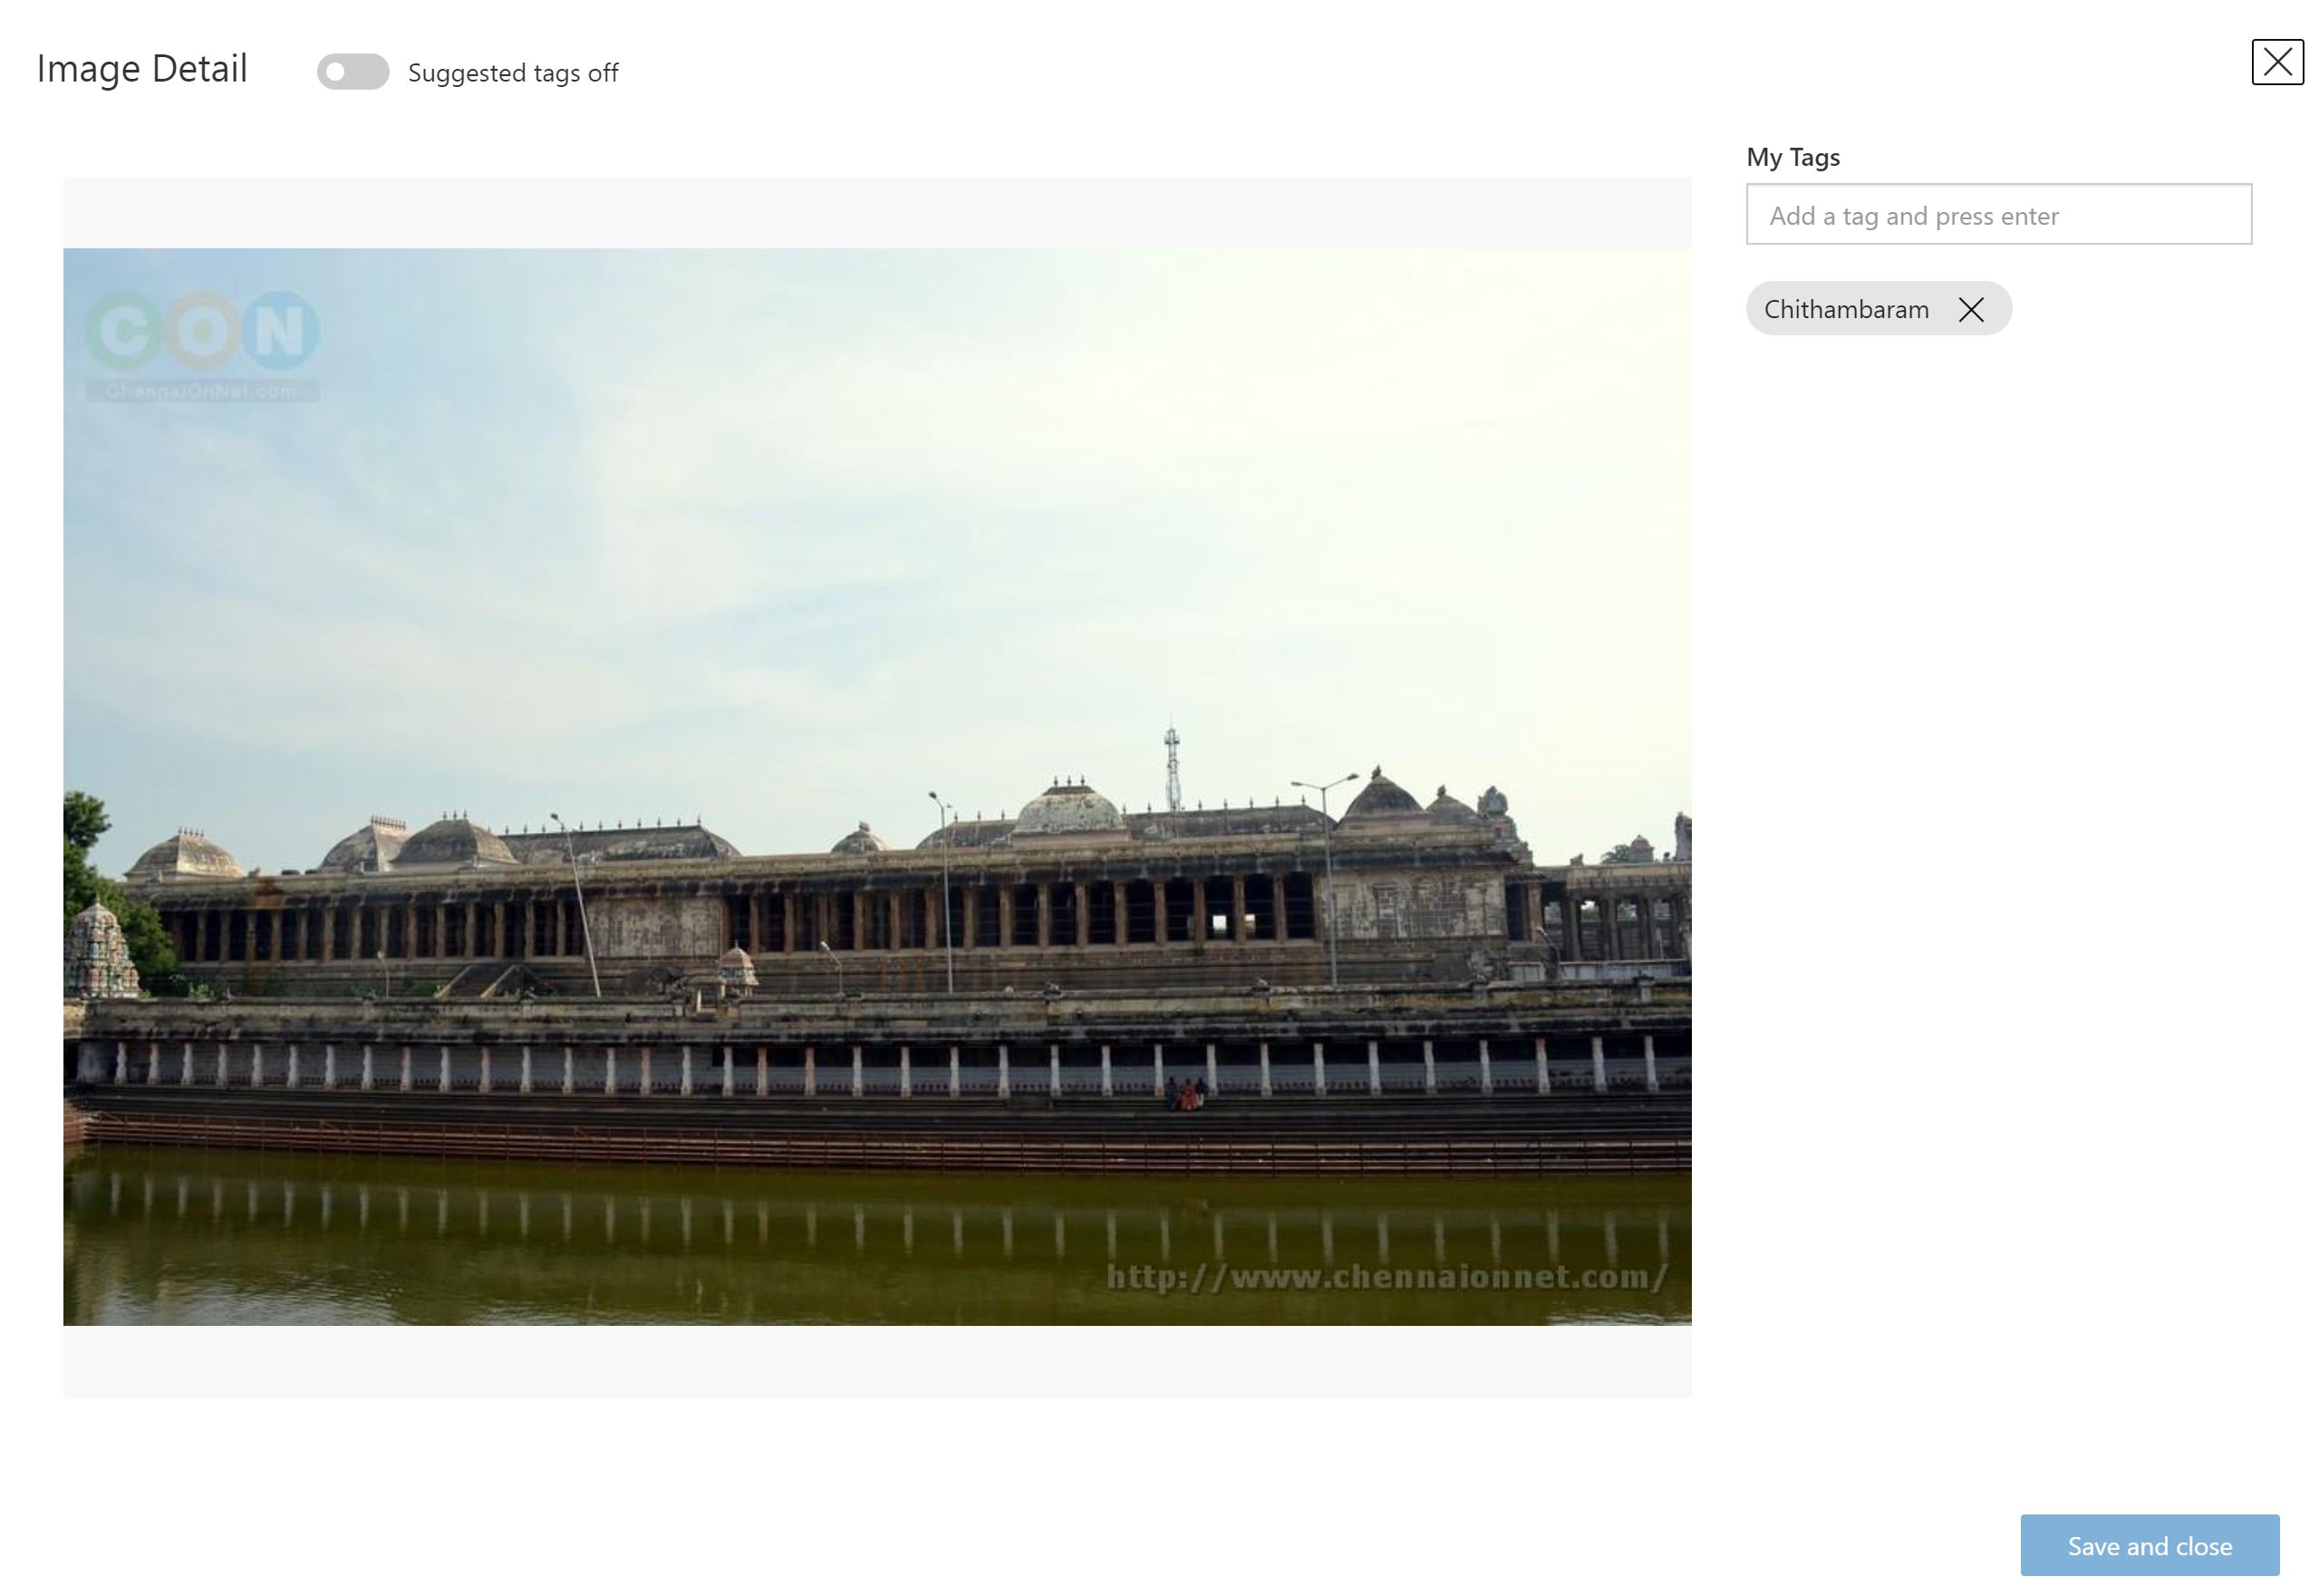 Image Detail
Suggested tags off
My Tags
Add a tag and press enter
Chithambaram
CON
ChennaiOnNet.com
http://www.chennaionnet.com/
Save and close